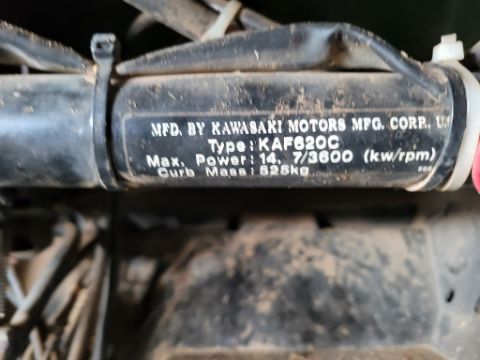 MFD. BY KAWASAKI MOTORS MFG. CORP., U.
Type: KAF620C
Max. Power: 14. 7/3600 (kw/rpm)
Curb Mass: 525kg